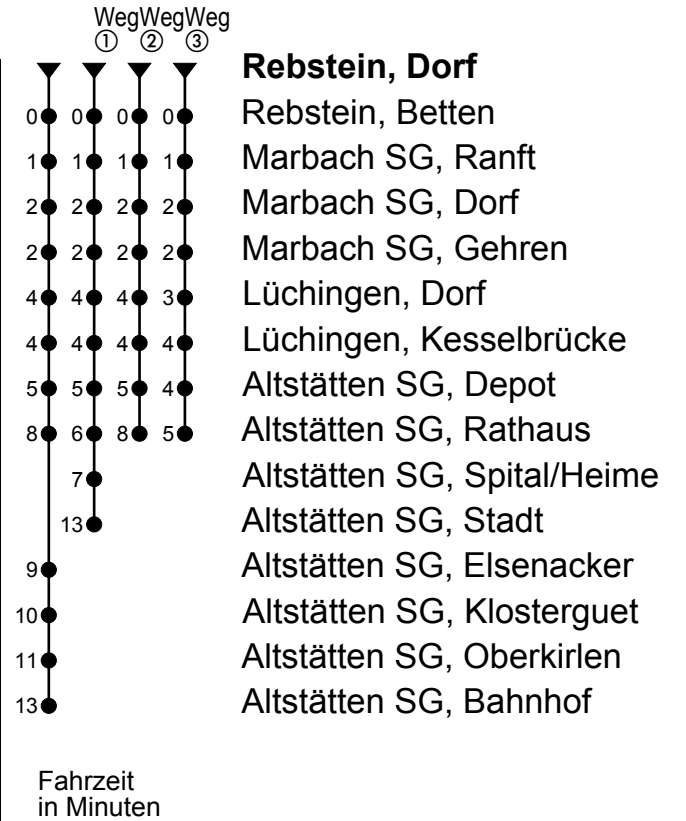 WegWegWeg
① ② ③
Rebstein, Dorf
0 0 0 0 Rebstein, Betten
1 1 1 1 Marbach SG, Ranft
2 2 2 2 Marbach SG, Dorf
2 2 2 2 Marbach SG, Gehren
4 4 4 3 Lüchingen, Dorf
4 4 4 4 Lüchingen, Kesselbrücke
5 5 5 4 Altstätten SG, Depot
8 6 8 5 Altstätten SG, Rathaus
7 Altstätten SG, Spital/Heime
13 Altstätten SG, Stadt
9 Altstätten SG, Elsenacker
10 Altstätten SG, Klosterguet
11 Altstätten SG, Oberkirlen
13 Altstätten SG, Bahnhof
Fahrzeit
in Minuten